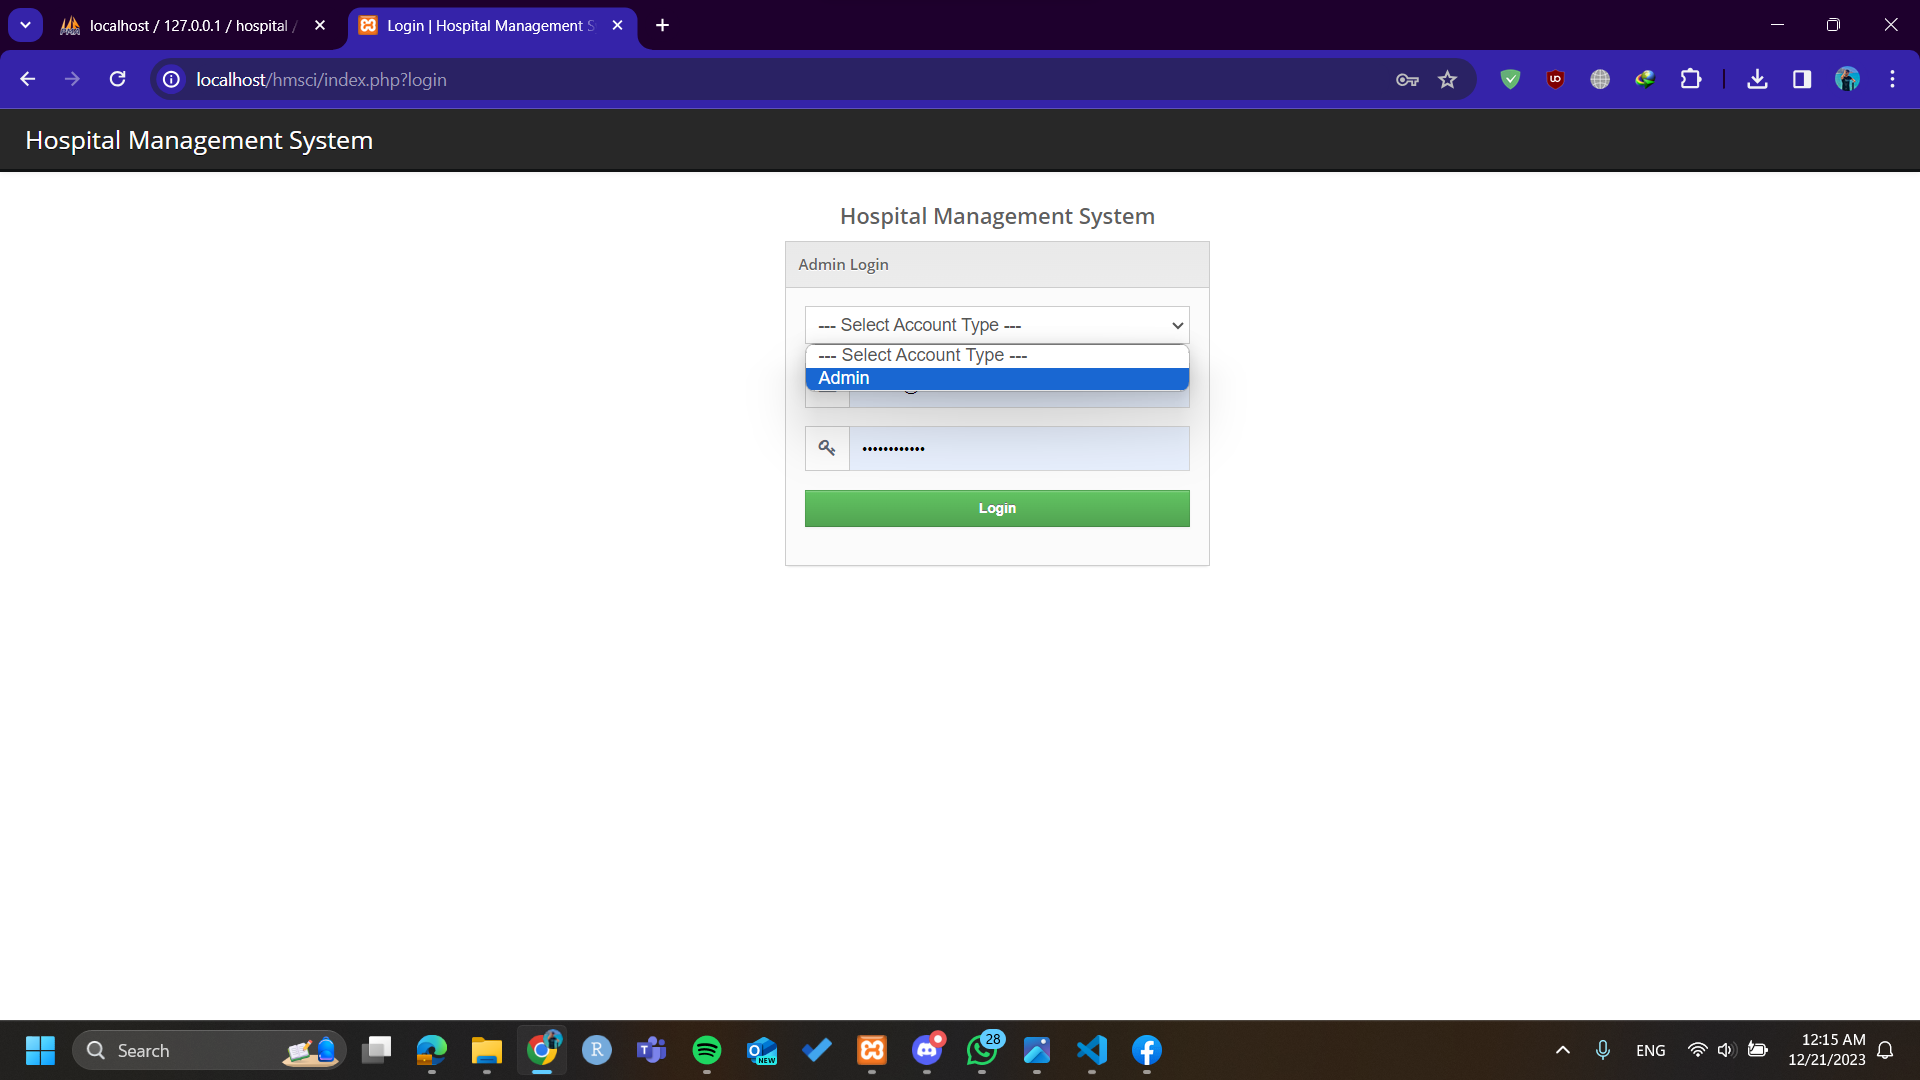 localhost / 127.0.0.1 / hospital /
Login | Hospital Management S
localhost/hmsci/index.php?login
Hospital Management System
Hospital Management System
Admin Login
--- Select Account Type ---
--- Select Account Type ---
Admin
••••••••••••
Login
Search
NEW
28
ENG
12:15 AM
12/21/2023